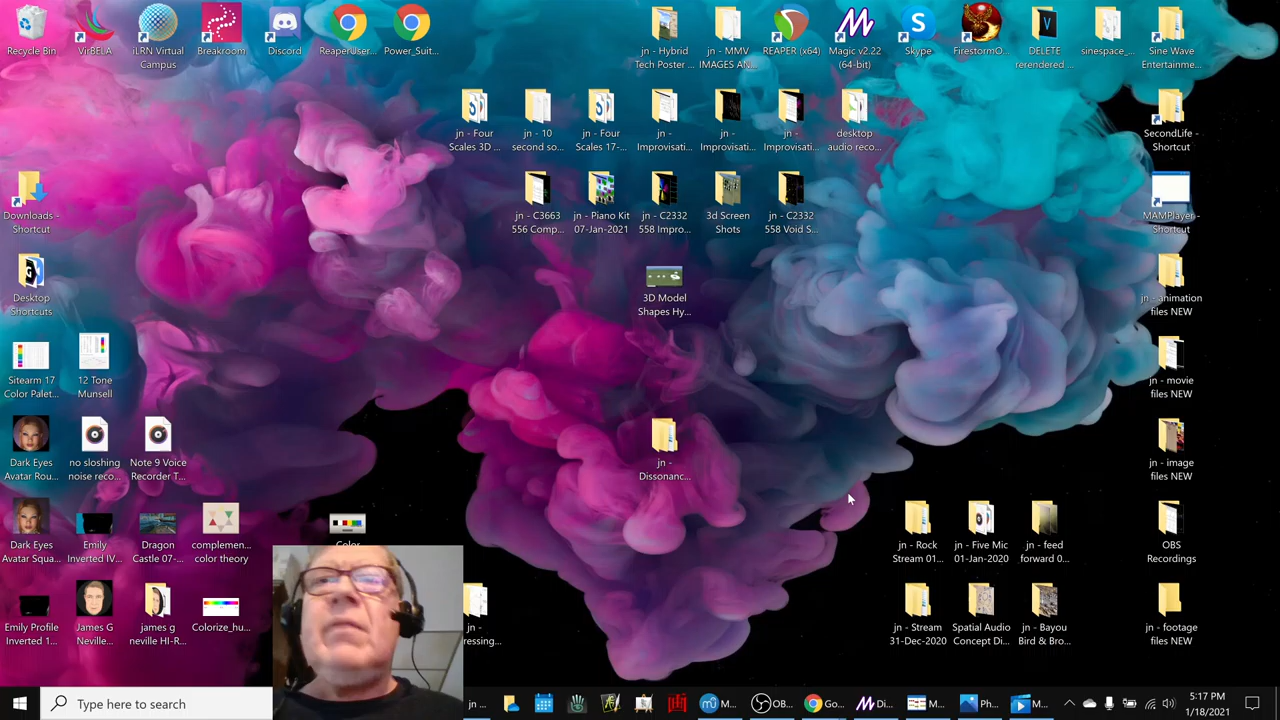 Recycle Bin
VirBELA
iLRN Virtual
Campus
Breakroom
Discord
ReaperUser...
Power_Suit...
jn - Hybrid
Tech Poster ...
jn - MMV
IMAGES AN...
REAPER (x64)
Magic v2.22
(64-bit)
Skype
FirestormO...
DELETE
rerendered ...
sinespace_...
Sine Wave
Entertainme...
jn - Four
Scales 3D ...
jn - 10
second so...
jn - Four
Scales 17-...
jn -
Improvisati...
jn -
Improvisati...
jn -
Improvisati...
desktop
audio reco...
SecondLife -
Shortcut
Downloads -
Shortcut
jn - C3663
556 Comp...
jn - Piano Kit
07-Jan-2021
jn - C2332
558 Impro...
3d Screen
Shots
jn - C2332
558 Void S...
MAMPlayer -
Shortcut
Desktop
Shortcuts
3D Model
Shapes Hy...
jn - animation
files NEW
Sitearm 17
Color Palet...
12 Tone
Munsell
jn - movie
files NEW
Dark Eyes
Avatar Rou...
no sloshing
noise reco...
Note 9 Voice
Recorder T...
jn -
Dissonanc...
jn - image
files NEW
Dark Eyes
Avatar Squa...
Emily
Inverted IV...
Dragon
Castle 07-...
complemen...
color theory
Color
jn - Rock
Stream 01...
jn - Five Mic
01-Jan-2020
jn - feed
forward 0...
OBS
Recordings
Emily Profile
Inverted 1...
James G
Neville...
james g
neville HI-R...
Colorize_hu...
jn -
...ressing...
jn - Stream
31-Dec-2020
Spatial Audio
Concept Di...
jn - Bayou
Bird & Bro...
jn - footage
files NEW
Type here to search
jn ...
M...
OB...
Go...
Di...
M...
Ph...
M...
5:17 PM
1/18/2021